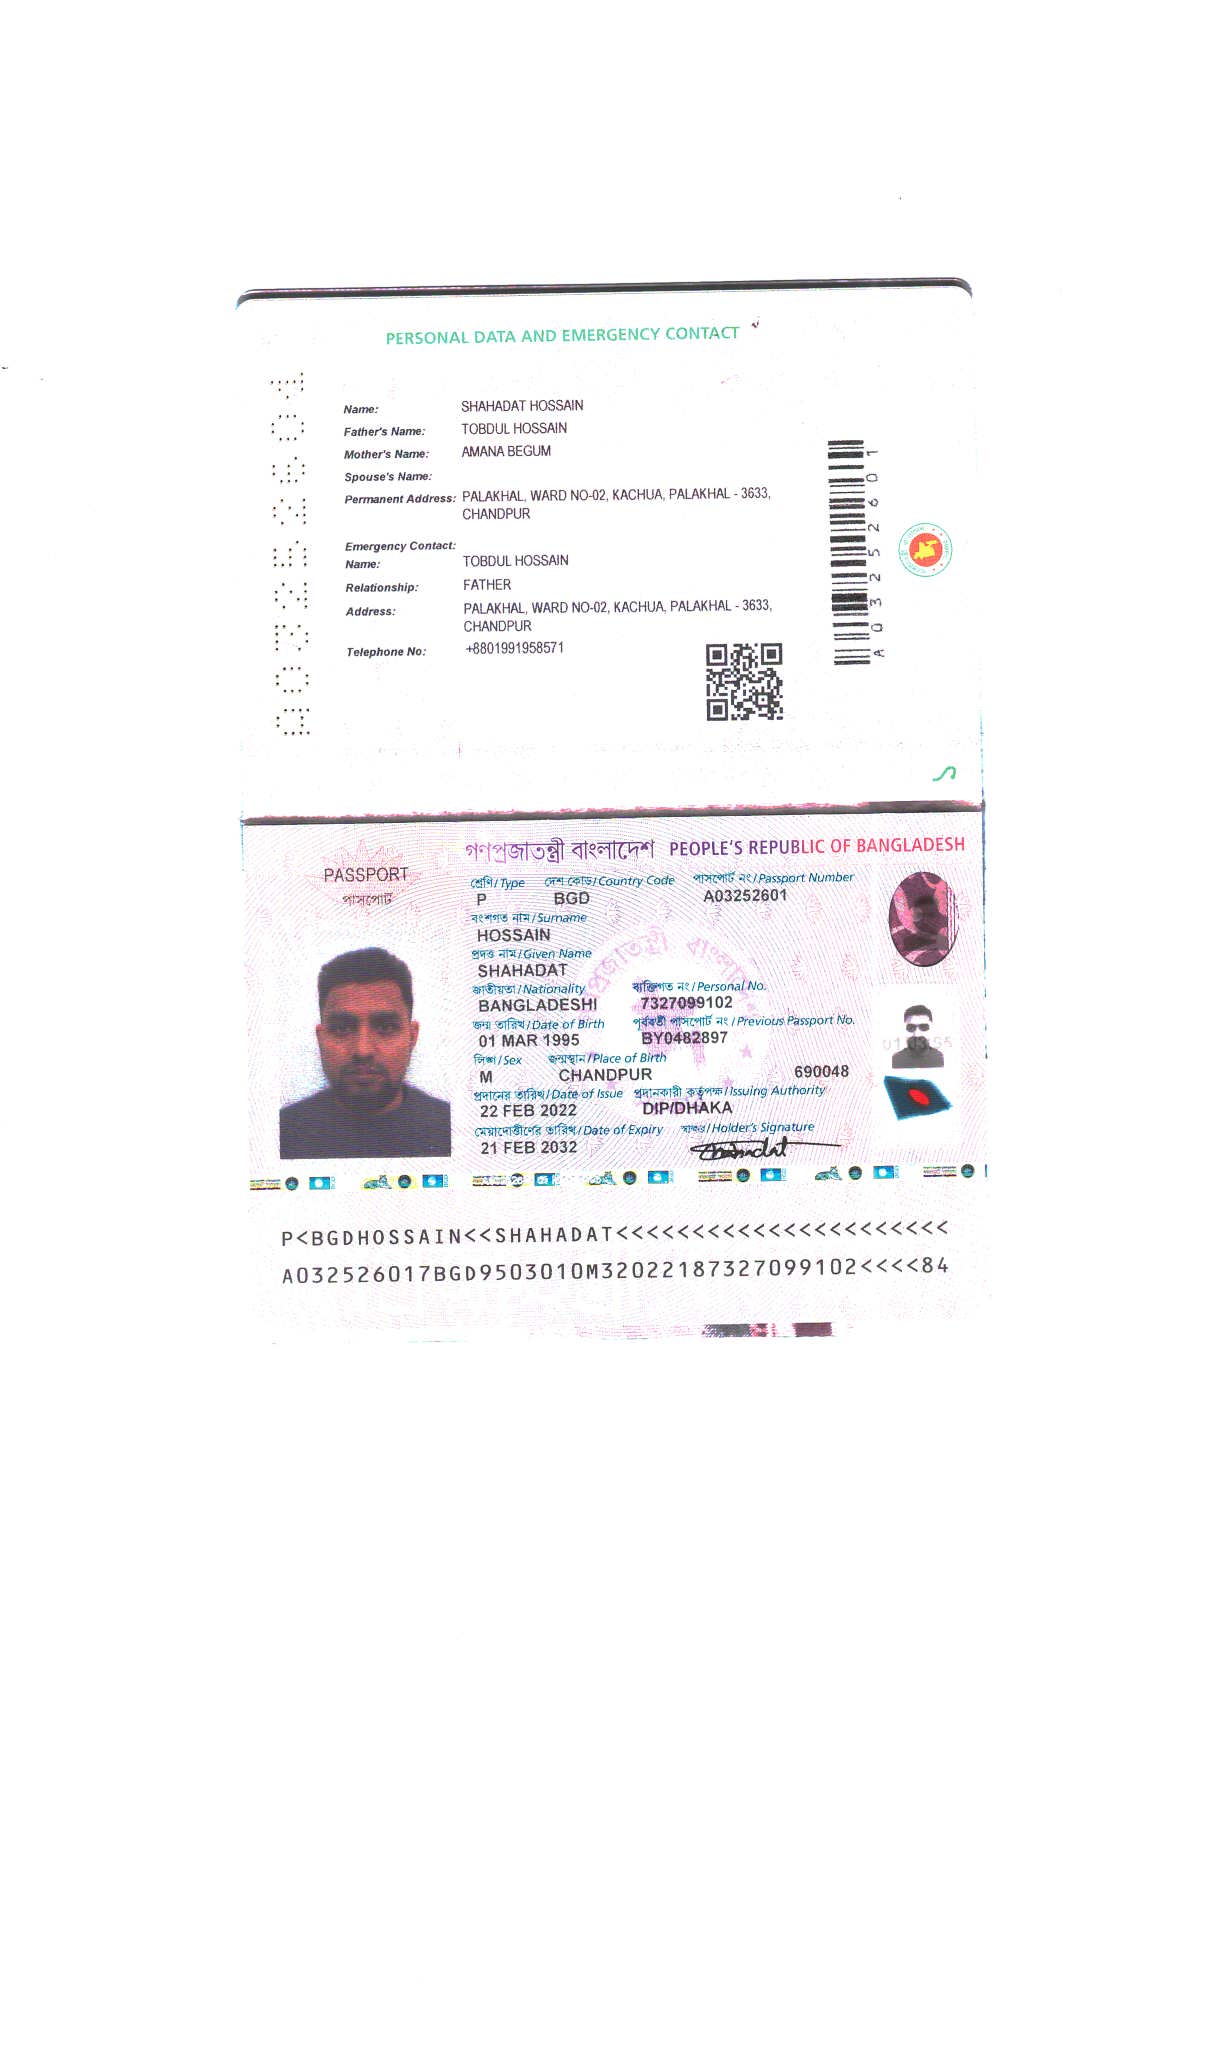 PERSONAL DATA AND EMERGENCY CONTACT
Name: SHAHADAT HOSSAIN
Father's Name: TOBDUL HOSSAIN
Mother's Name: AMANA BEGUM
Spouse's Name:
Permanent Address: PALAKHAL, WARD NO-02, KACHUA, PALAKHAL - 3633,
CHANDPUR
Emergency Contact:
Name: TOBDUL HOSSAIN
Relationship: FATHER
Address: PALAKHAL, WARD NO-02, KACHUA, PALAKHAL - 3633,
CHANDPUR
Telephone No: +8801991958571
A03252601
A03252601
গণপ্রজাতন্ত্রী বাংলাদেশ PEOPLE'S REPUBLIC OF BANGLADESH
PASSPORT
পাসপোর্ট
শ্রেণি/Type দেশ কোড/Country Code পাসপোর্ট নং/Passport Number
P BGD A03252601
বংশগত নাম/Surname
HOSSAIN
প্রদত্ত নাম/Given Name
SHAHADAT
জাতীয়তা/Nationality ব্যক্তিগত নং/Personal No.
BANGLADESHI 7327099102
জন্ম তারিখ/Date of Birth পূর্ববর্তী পাসপোর্ট নং/Previous Passport No.
01 MAR 1995 BY0482897
লিঙ্গ/Sex জন্মস্থান/Place of Birth
M CHANDPUR 690048
প্রদানের তারিখ/Date of Issue প্রদানকারী কর্তৃপক্ষ/Issuing Authority
22 FEB 2022 DIP/DHAKA
মেয়াদোত্তীর্ণের তারিখ/Date of Expiry স্বাক্ষর/Holder's Signature
21 FEB 2032 Shahadat
P<BGDHOSSAIN<<SHAHADAT<<<<<<<<<<<<<<<<<<<<<<
A032526017BGD9503010M32022187327099102<<<<84